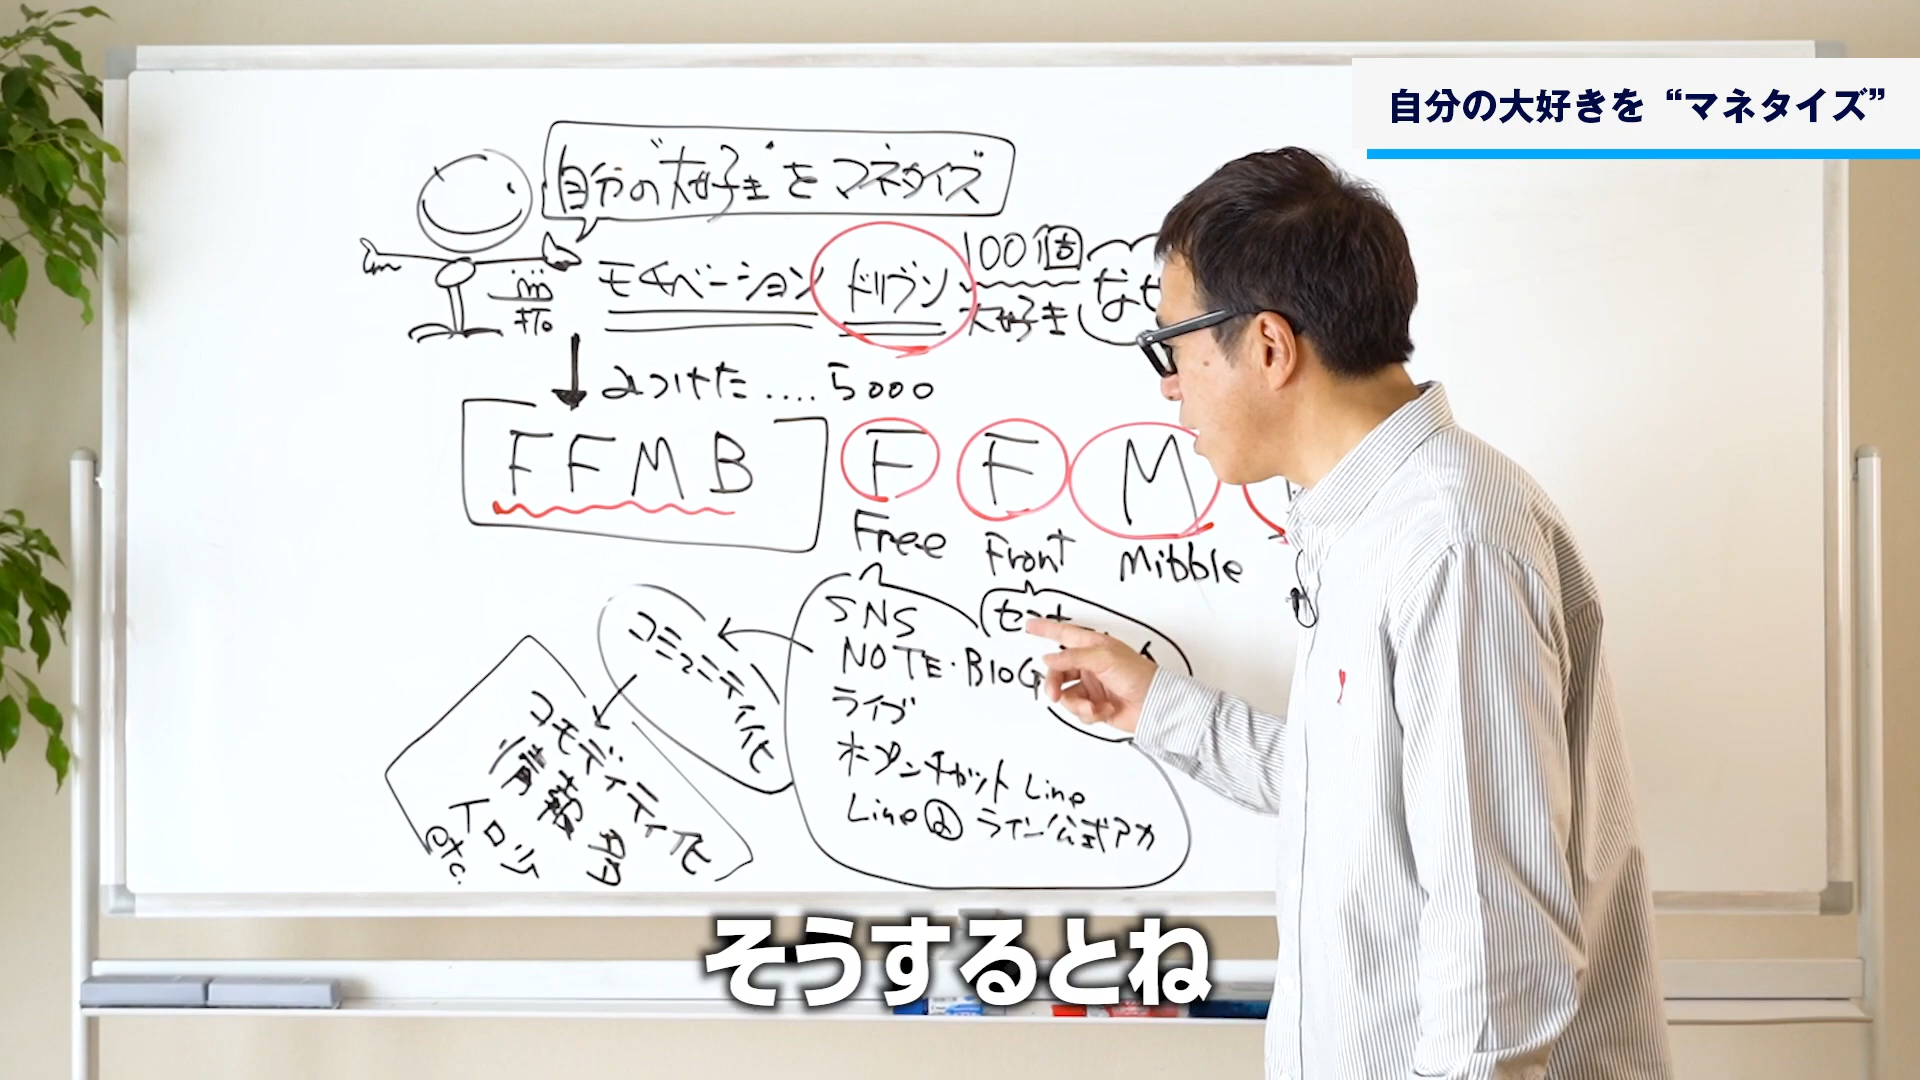 自分の大好きを“マネタイズ”
自分の“大好き”をマネタイズ
モチベーションドリブン
100個
大好き
なぜ
みつけた....5000
FFMB
F F M
Free
Front
Mibble
SNS
NOTE・BlOG
ライブ
オープンチャット Line
Line@ ライン公式アカ
コミュニティ化
コモディティ化
情熱
etc.
そうするとね